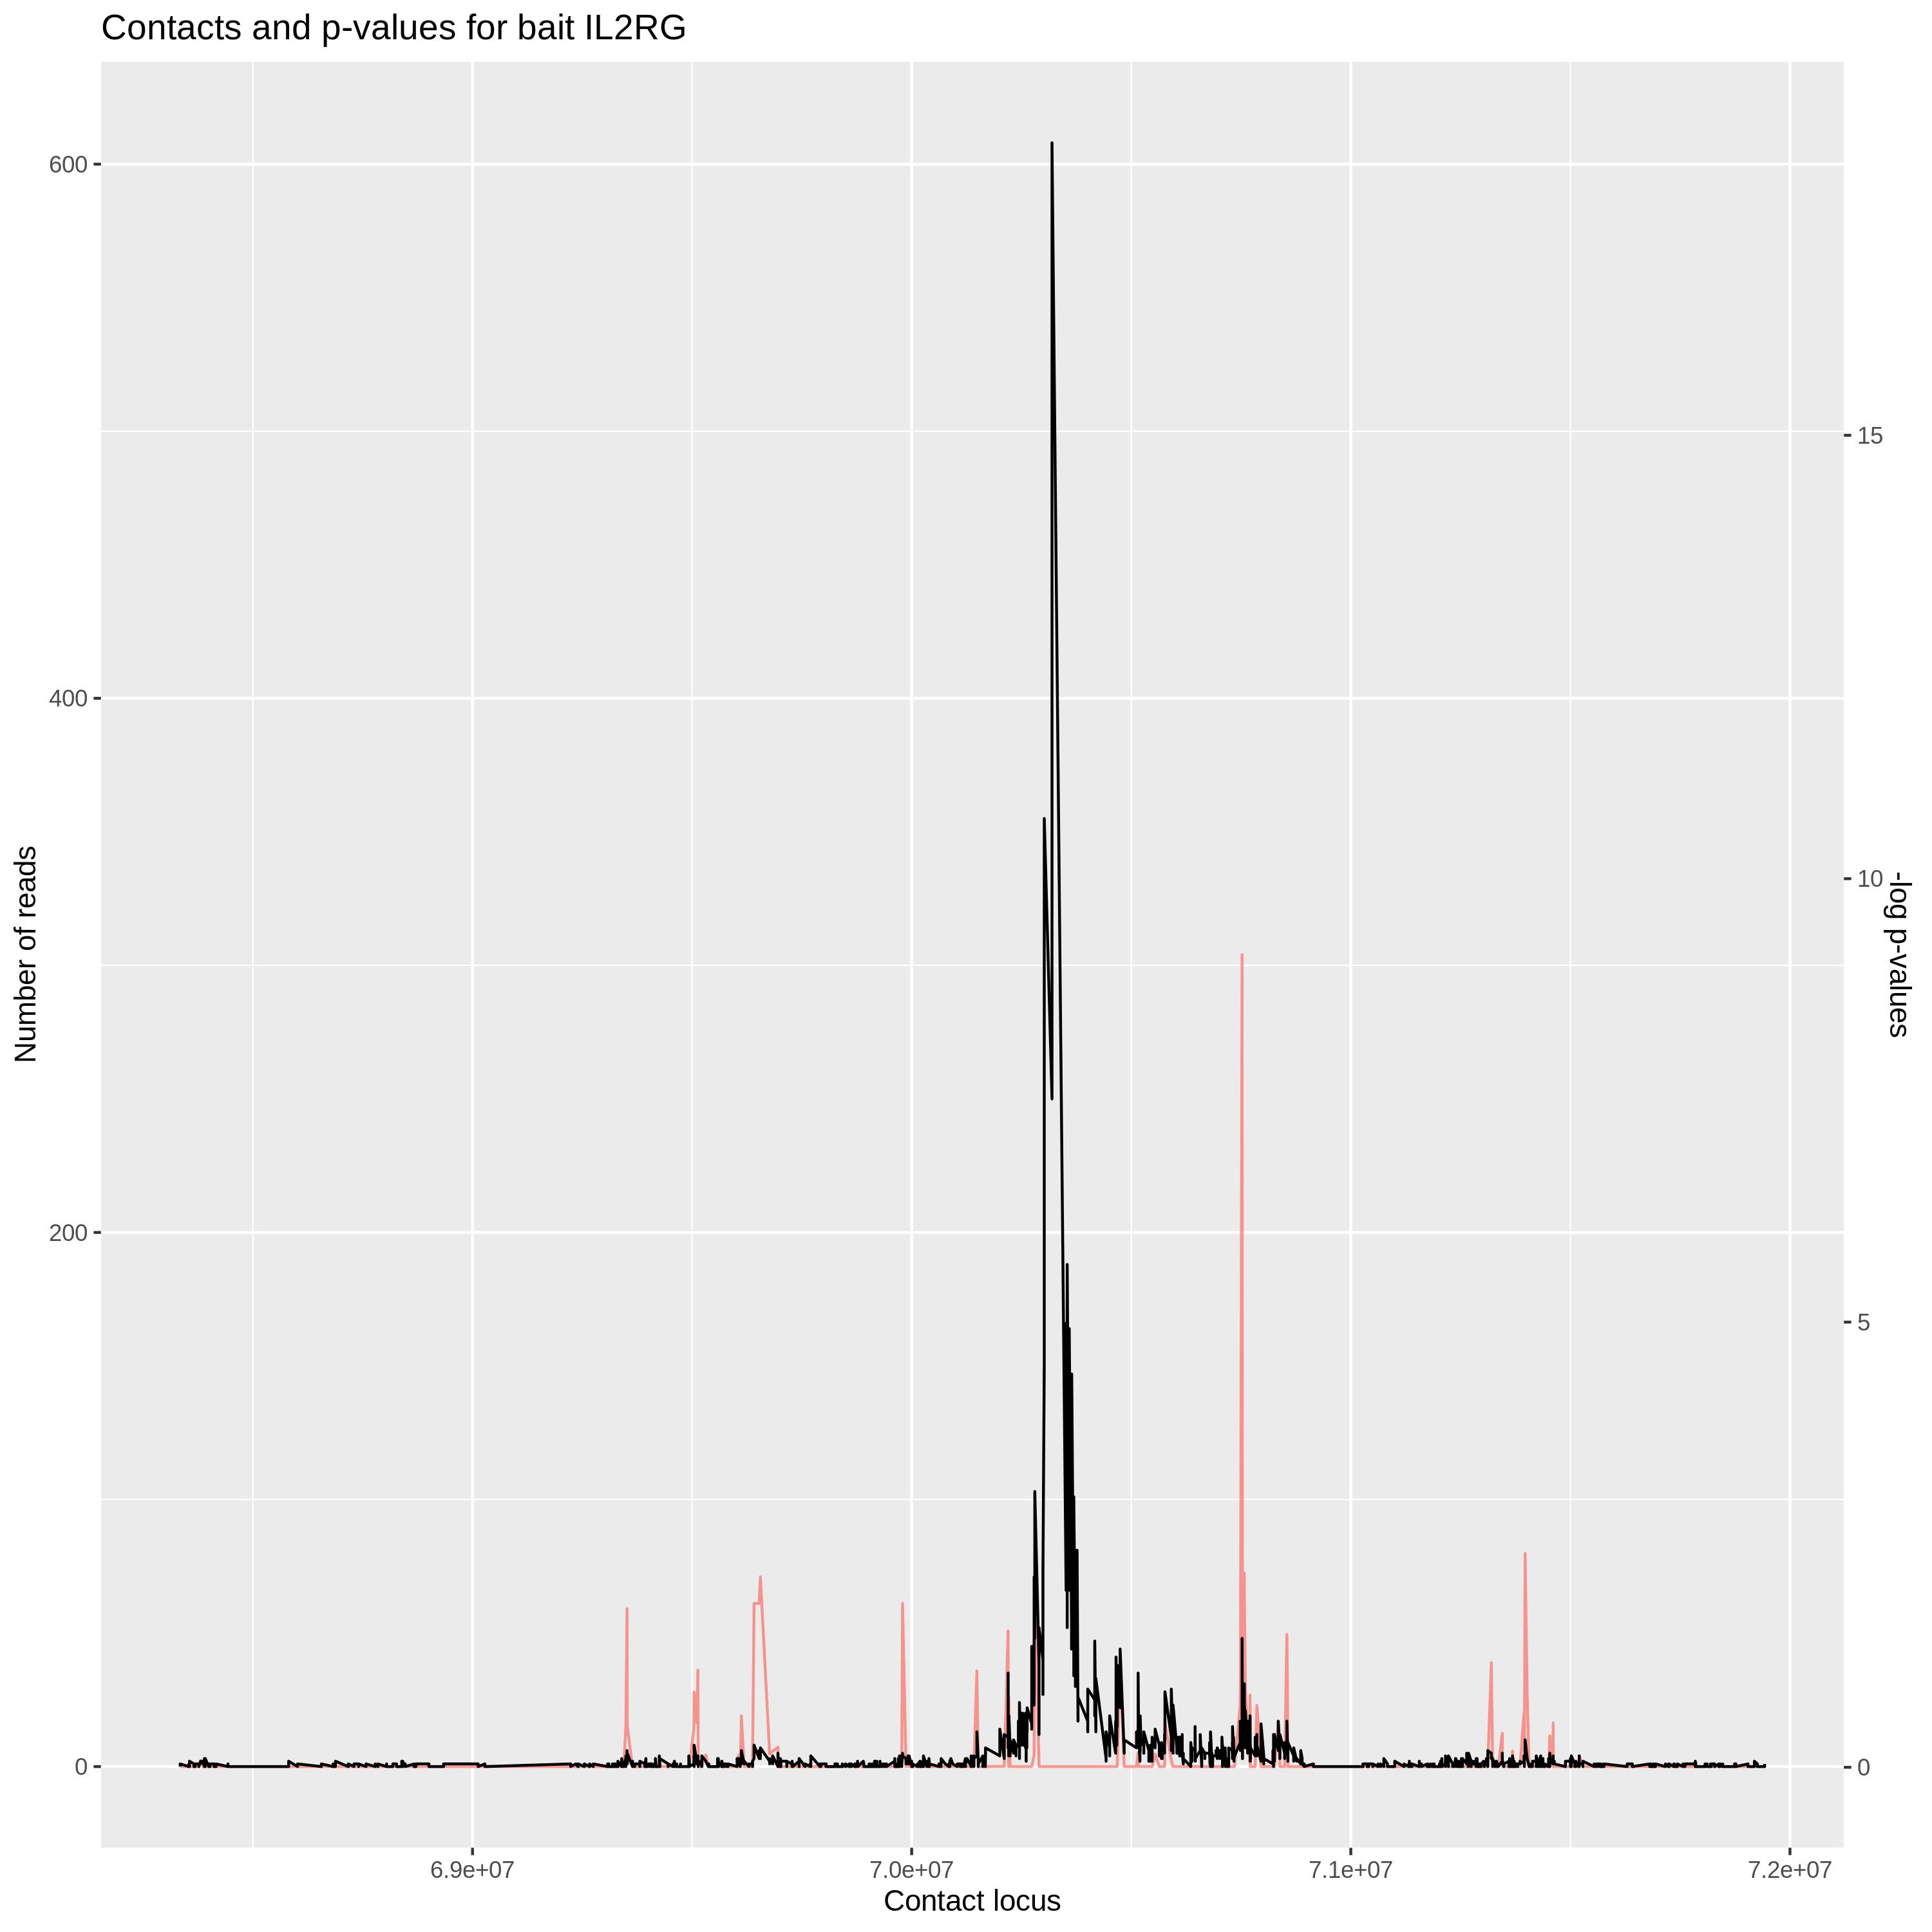 Contacts and p-values for bait IL2RG
600
400
200
0
Number of reads
15
10
5
0
-log p-values
6.9e+07
7.0e+07
7.1e+07
7.2e+07
Contact locus